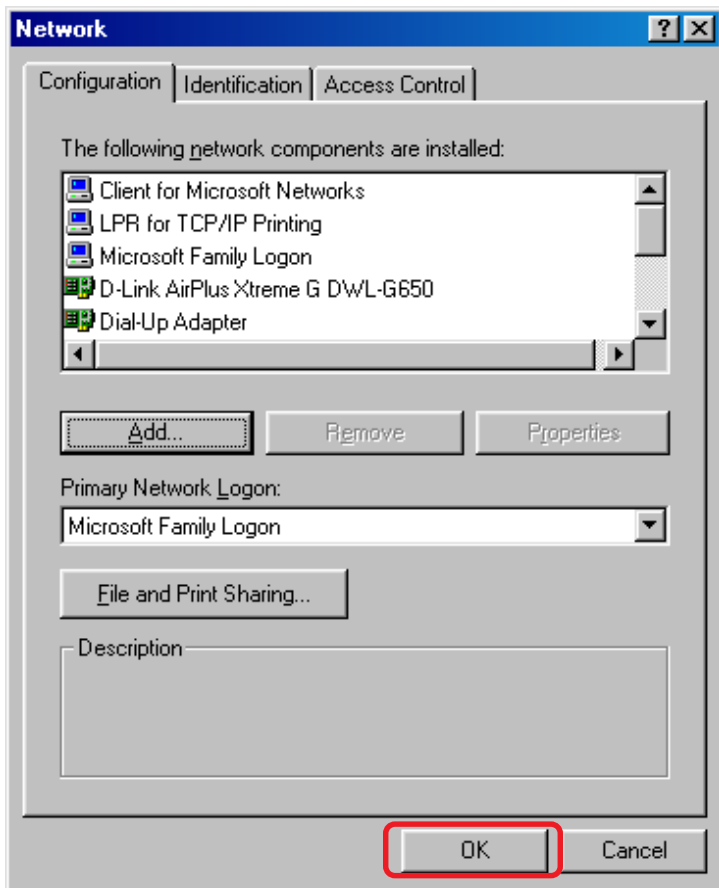 Network
Configuration Identification Access Control
The following network components are installed:
Client for Microsoft Networks
LPR for TCP/IP Printing
Microsoft Family Logon
D-Link AirPlus Xtreme G DWL-G650
Dial-Up Adapter
Add... Remove Properties
Primary Network Logon:
Microsoft Family Logon
File and Print Sharing...
Description
OK Cancel